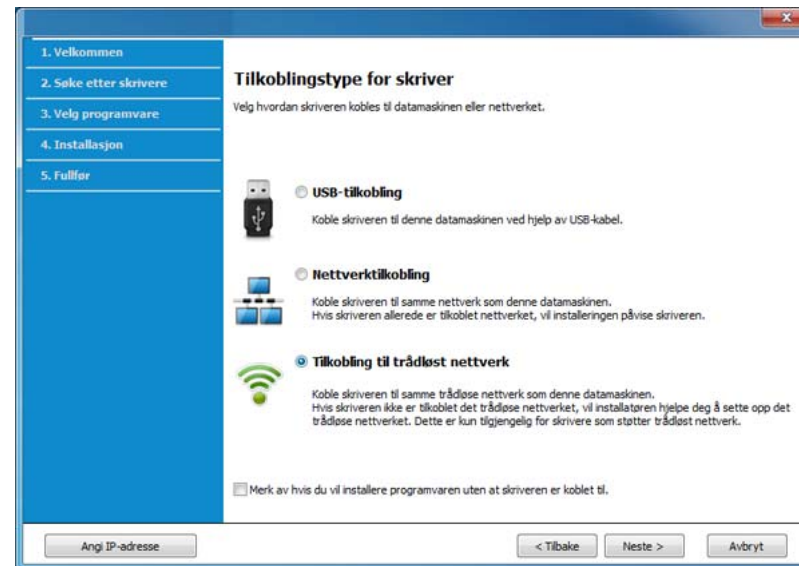 1. Velkommen
2. Søke etter skrivere
3. Velg programvare
4. Installasjon
5. Fullfør
Tilkoblingstype for skriver
Velg hvordan skriveren kobles til datamaskinen eller nettverket.
USB-tilkobling
Koble skriveren til denne datamaskinen ved hjelp av USB-kabel.
Nettverktilkobling
Koble skriveren til samme nettverk som denne datamaskinen.
Hvis skriveren allerede er tilkoblet nettverket, vil installeringen påvise skriveren.
Tilkobling til trådløst nettverk
Koble skriveren til samme trådløse nettverk som denne datamaskinen.
Hvis skriveren ikke er tilkoblet det trådløse nettverket, vil installatøren hjelpe deg å sette opp det
trådløse nettverket. Dette er kun tilgjengelig for skrivere som støtter trådløst nettverk.
Merk av hvis du vil installere programvaren uten at skriveren er koblet til.
Angi IP-adresse
< Tilbake
Neste >
Avbryt